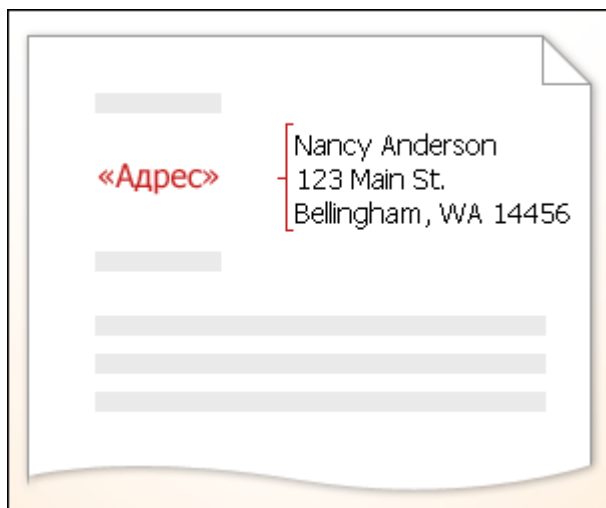 «Адрес»
Nancy Anderson
123 Main St.
Bellingham, WA 14456